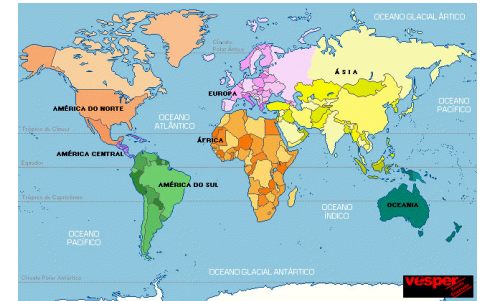 OCEANO GLACIAL ÁRTICO
Círculo
Polar Ártico
ÁSIA
EUROPA
AMÉRICA DO NORTE
OCEANO
PACÍFICO
OCEANO
ATLÂNTICO
Trópico de Câncer
ÁFRICA
AMÉRICA CENTRAL
Equador
AMÉRICA DO SUL
Trópico de Capricórnio
OCEANIA
OCEANO
ÍNDICO
OCEANO
PACÍFICO
OCEANO GLACIAL ANTÁRTICO
Círculo Polar Antártico
vesper